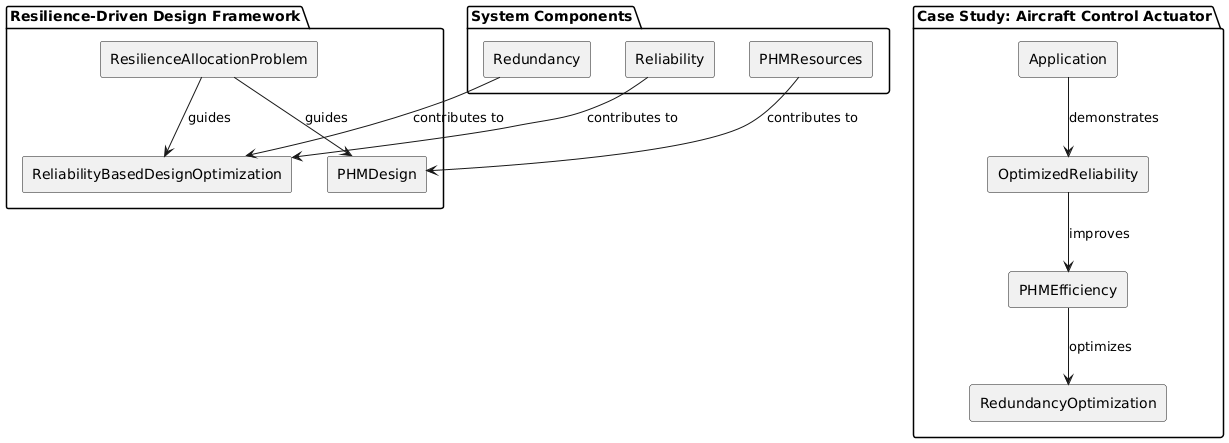 Resilience-Driven Design Framework
ResilienceAllocationProblem
guides
guides
ReliabilityBasedDesignOptimization
PHMDesign
System Components
Redundancy
Reliability
PHMResources
contributes to
contributes to
contributes to
Case Study: Aircraft Control Actuator
Application
demonstrates
OptimizedReliability
improves
PHMEfficiency
optimizes
RedundancyOptimization